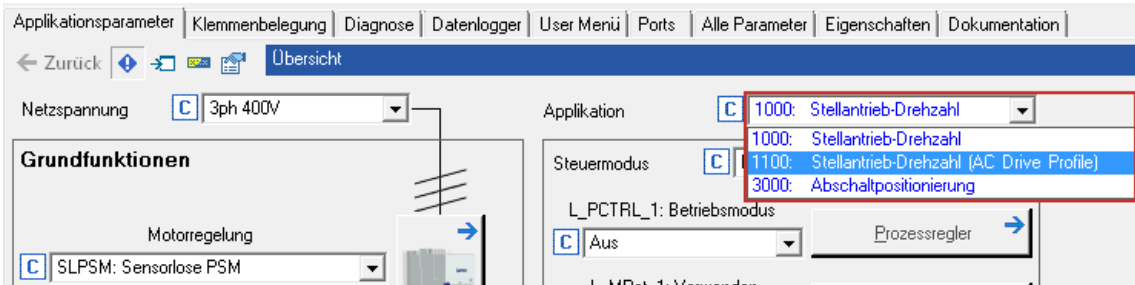 Applikationsparameter Klemmenbelegung Diagnose Datenlogger User Menü Ports Alle Parameter Eigenschaften Dokumentation
Zurück Übersicht
Netzspannung C 3ph 400V Applikation C 1000: Stellantrieb-Drehzahl
1000: Stellantrieb-Drehzahl
Grundfunktionen Steuermodus C 1100: Stellantrieb-Drehzahl (AC Drive Profile)
3000: Abschaltpositionierung
L_PCTRL_1: Betriebsmodus
Motorregelung C Aus Prozessregler
C SLPSM: Sensorlose PSM